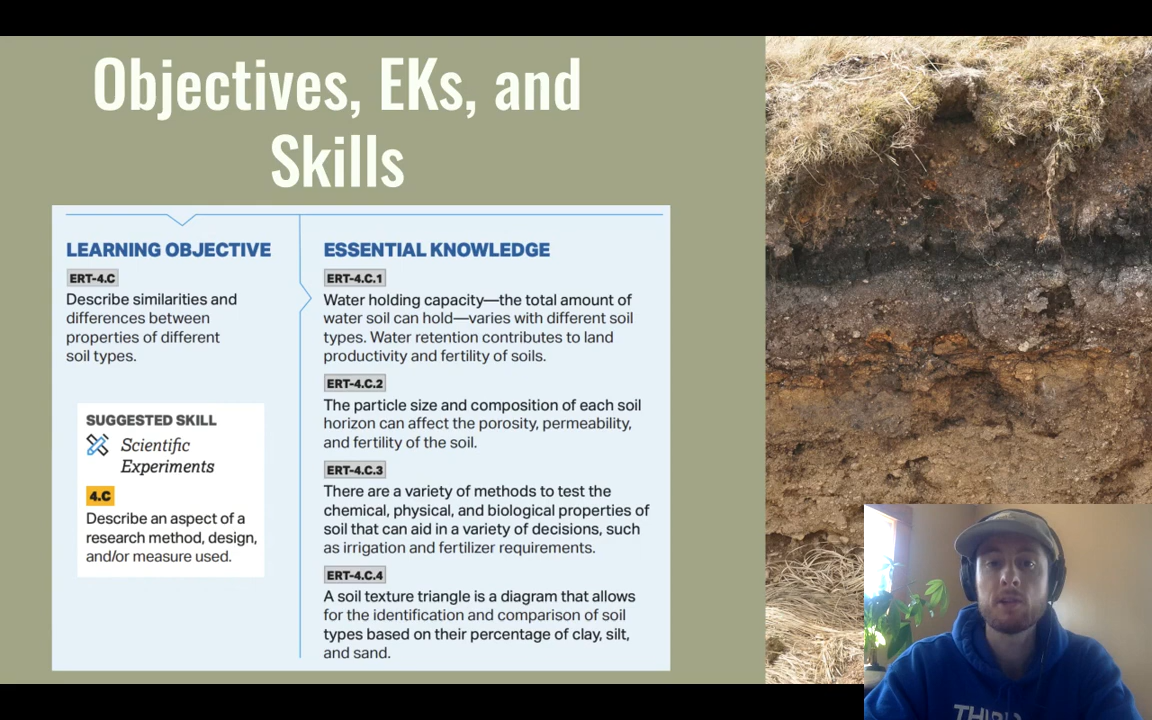 Objectives, EKs, and
Skills
LEARNING OBJECTIVE
ERT-4.C
Describe similarities and
differences between
properties of different
soil types.
SUGGESTED SKILL
Scientific
Experiments
4.C
Describe an aspect of a
research method, design,
and/or measure used.
ESSENTIAL KNOWLEDGE
ERT-4.C.1
Water holding capacity—the total amount of
water soil can hold—varies with different soil
types. Water retention contributes to land
productivity and fertility of soils.
ERT-4.C.2
The particle size and composition of each soil
horizon can affect the porosity, permeability,
and fertility of the soil.
ERT-4.C.3
There are a variety of methods to test the
chemical, physical, and biological properties of
soil that can aid in a variety of decisions, such
as irrigation and fertilizer requirements.
ERT-4.C.4
A soil texture triangle is a diagram that allows
for the identification and comparison of soil
types based on their percentage of clay, silt,
and sand.